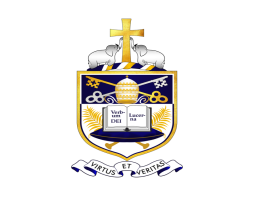 Verb-
um
DEI
Lucer-
na
VIRTUS ET VERITAS